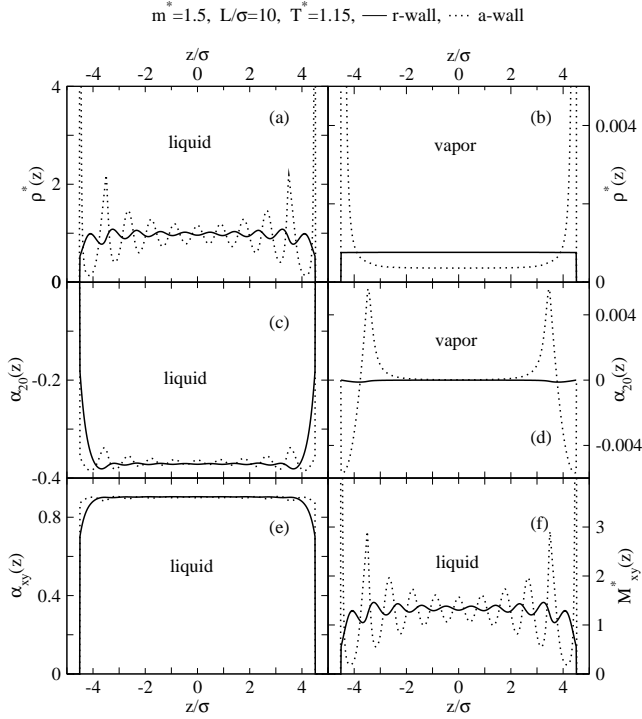 m*=1.5, L/σ=10, T*=1.15, — r-wall, ····· a-wall
z/σ z/σ
-4 -2 0 2 4 -4 -2 0 2 4
4
2
0
ρ*(z)
(a)
liquid
(b)
vapor
0.004
0
ρ*(z)
-0.2
-0.4
α20(z)
(c)
liquid
vapor
(d)
0.004
0
-0.004
α20(z)
0.8
0.4
0
αxy(z)
(e)
liquid
(f)
liquid
3
2
1
0
M*xy(z)
-4 -2 0 2 4 -4 -2 0 2 4
z/σ z/σ